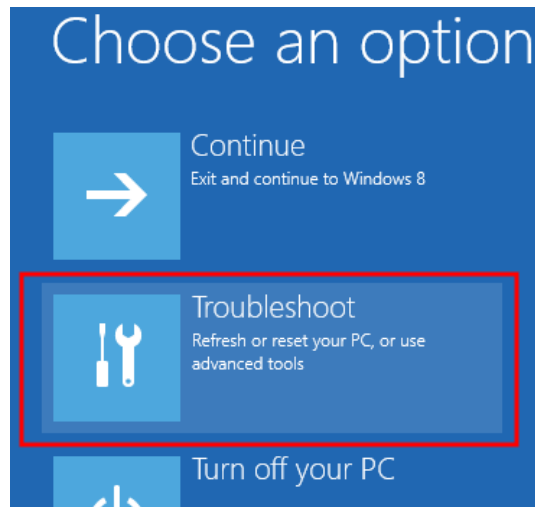 Choose an option
Continue
Exit and continue to Windows 8
Troubleshoot
Refresh or reset your PC, or use
advanced tools
Turn off your PC